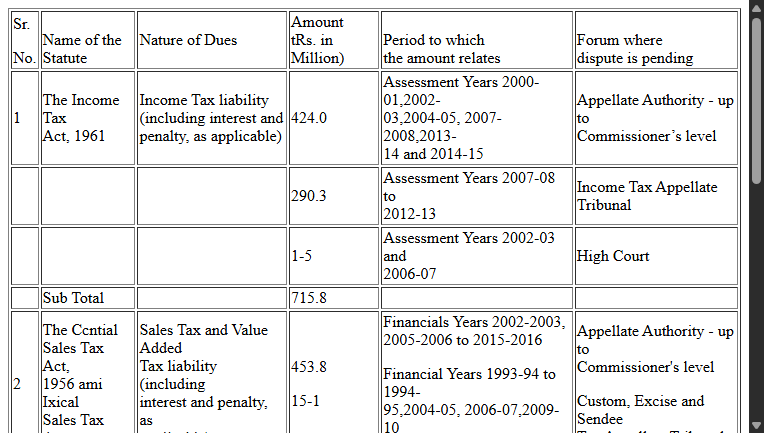 Sr.
No.
Name of the
Statute
Nature of Dues
Amount
tRs. in
Million)
Period to which
the amount relates
Forum where
dispute is pending
1
The Income
Tax
Act, 1961
Income Tax liability
(including interest and
penalty, as applicable)
424.0
Assessment Years 2000-
01,2002-
03,2004-05, 2007-
2008,2013-
14 and 2014-15
Appellate Authority - up
to
Commissioner’s level
290.3
Assessment Years 2007-08
to
2012-13
Income Tax Appellate
Tribunal
1-5
Assessment Years 2002-03
and
2006-07
High Court
Sub Total
715.8
2
The Ccntial
Sales Tax
Act,
1956 ami
Ixical
Sales Tax
Sales Tax and Value
Added
Tax liability
(including
interest and penalty,
as
453.8
15-1
Financials Years 2002-2003,
2005-2006 to 2015-2016
Financial Years 1993-94 to
1994-
95,2004-05, 2006-07,2009-
10
Appellate Authority - up
to
Commissioner's level
Custom, Excise and
Sendee